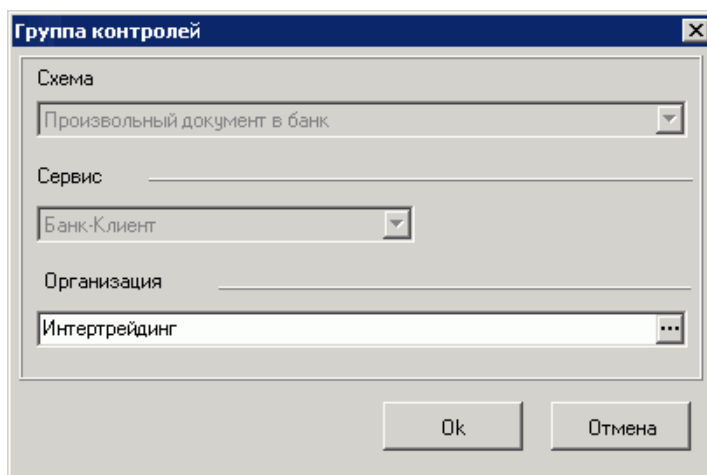 Группа контролей
Схема
Произвольный документ в банк
Сервис
Банк-Клиент
Организация
Интертрейдинг
Ok Отмена